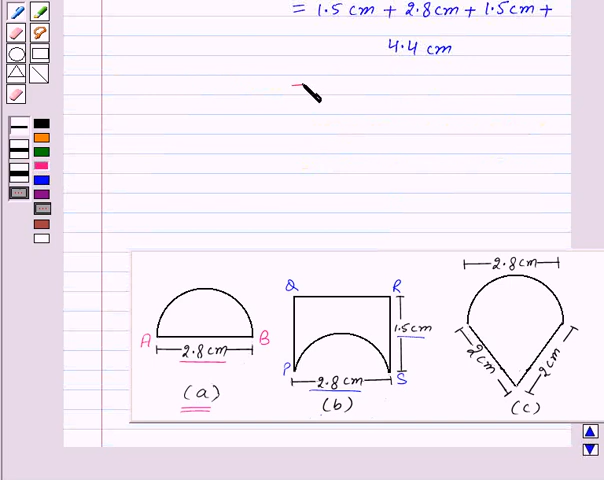 = 1.5 cm + 2.8 cm + 1.5 cm +
4.4 cm
Q R 2.8 cm
1.5 cm
A B 2.8 cm P S 2 cm 2 cm
2.8 cm
(a) (b) (c)